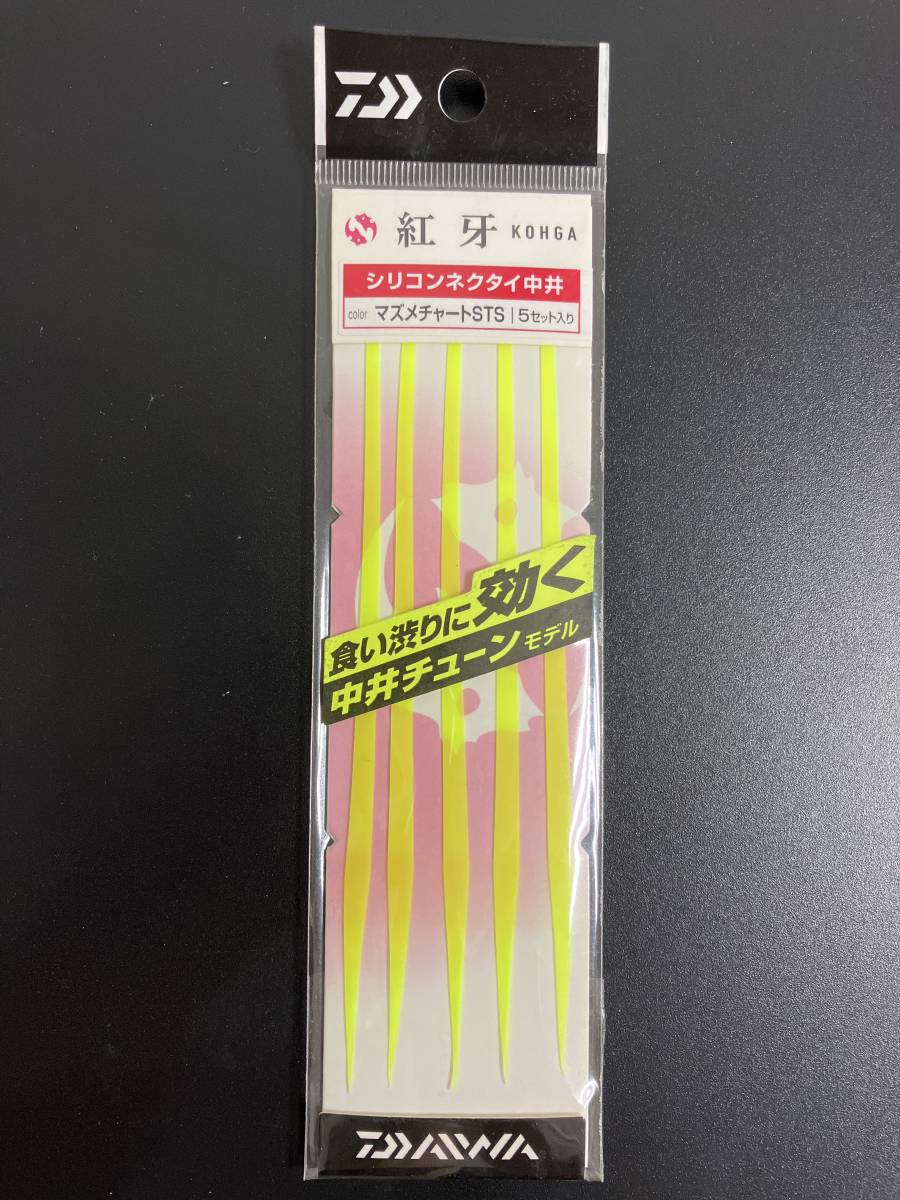 紅牙 KOHGA
シリコンネクタイ中井
color マズメチャートSTS | 5セット入り
食い渋りに効く
中井チューンモデル
DAIWA